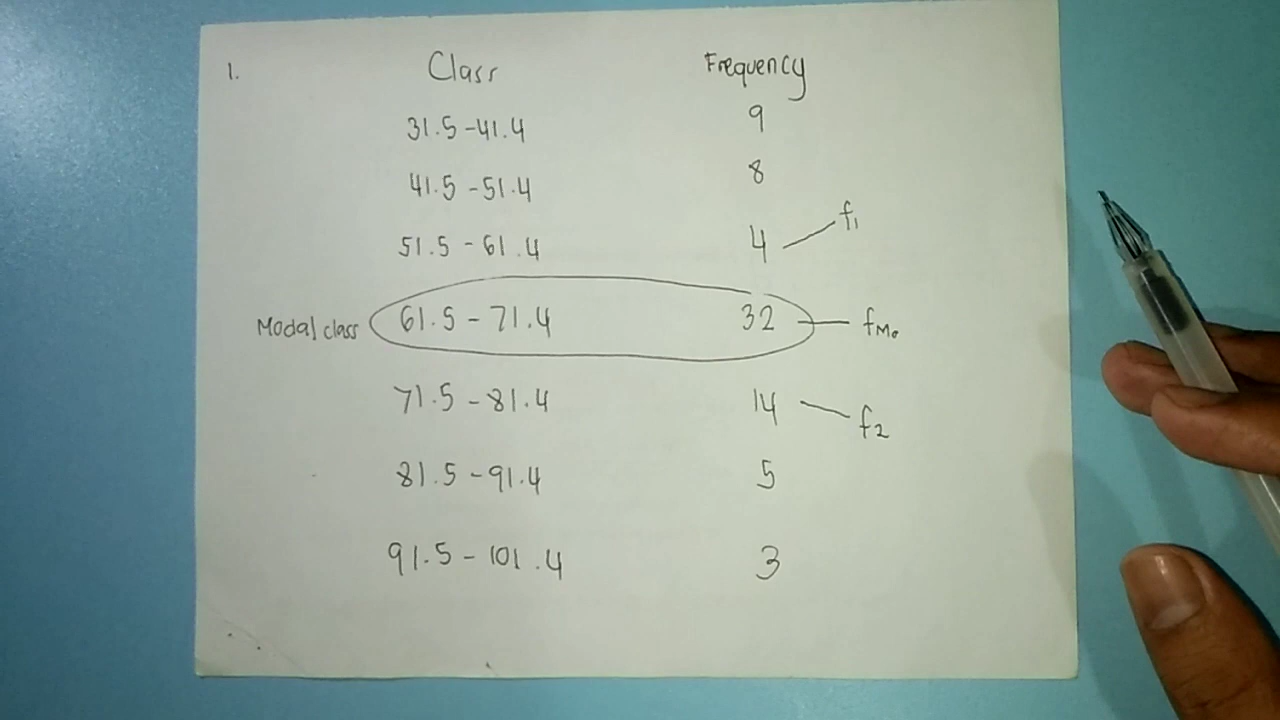 1. Class Frequency
31.5-41.4 9
41.5-51.4 8
51.5-61.4 4 f1
Modal class 61.5-71.4 32 fMo
71.5-81.4 14 f2
81.5-91.4 5
91.5-101.4 3